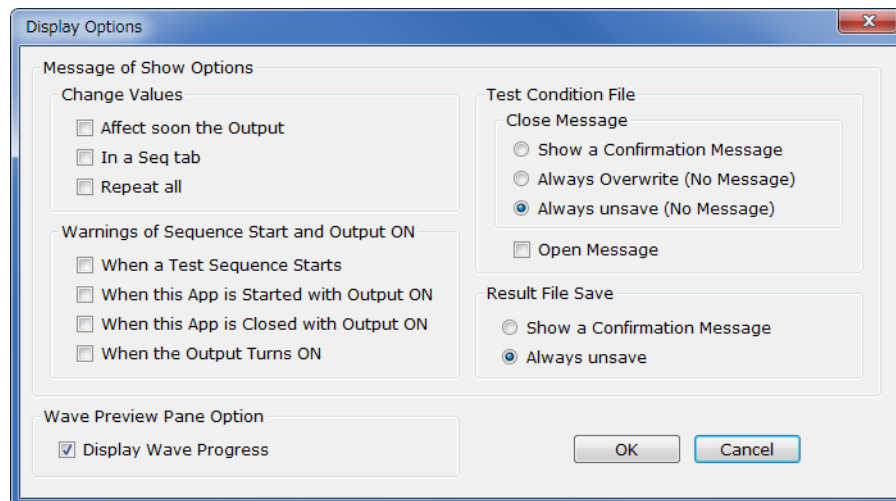 Display Options
Message of Show Options
Change Values
Affect soon the Output
In a Seq tab
Repeat all
Warnings of Sequence Start and Output ON
When a Test Sequence Starts
When this App is Started with Output ON
When this App is Closed with Output ON
When the Output Turns ON
Test Condition File
Close Message
Show a Confirmation Message
Always Overwrite (No Message)
Always unsave (No Message)
Open Message
Result File Save
Show a Confirmation Message
Always unsave
Wave Preview Pane Option
Display Wave Progress
OK
Cancel